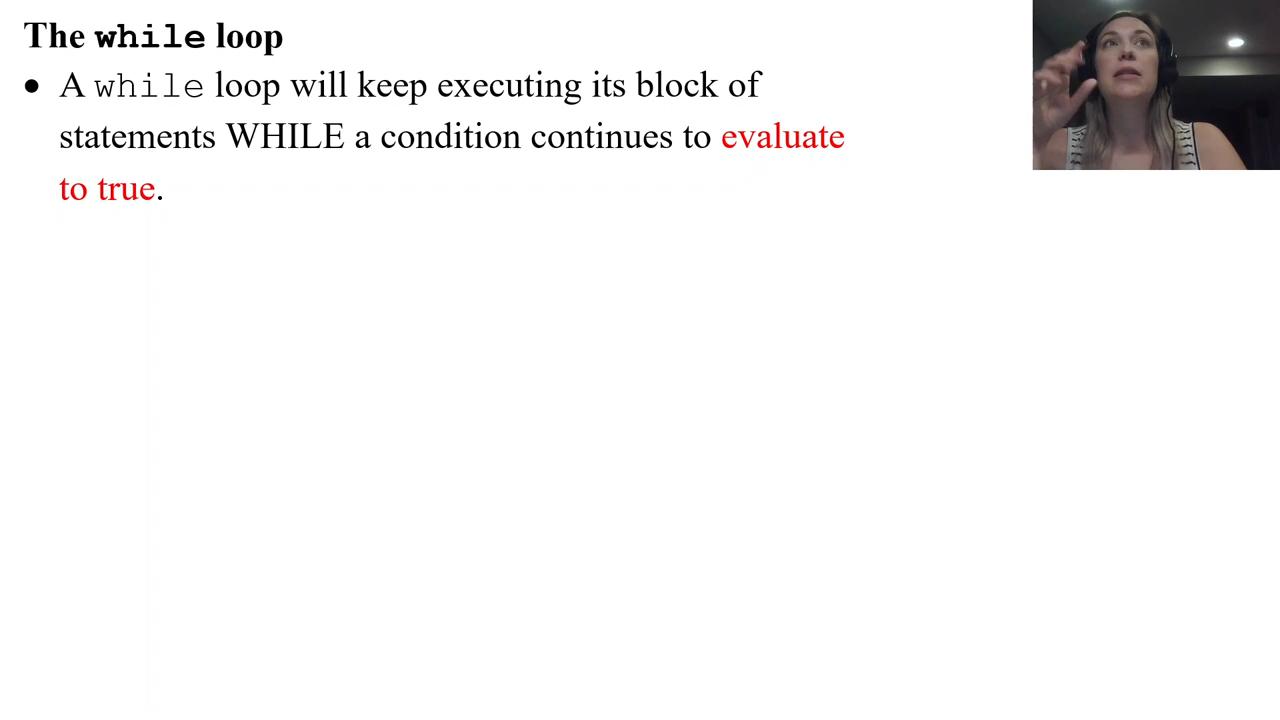 The while loop
• A while loop will keep executing its block of
statements WHILE a condition continues to evaluate
to true.